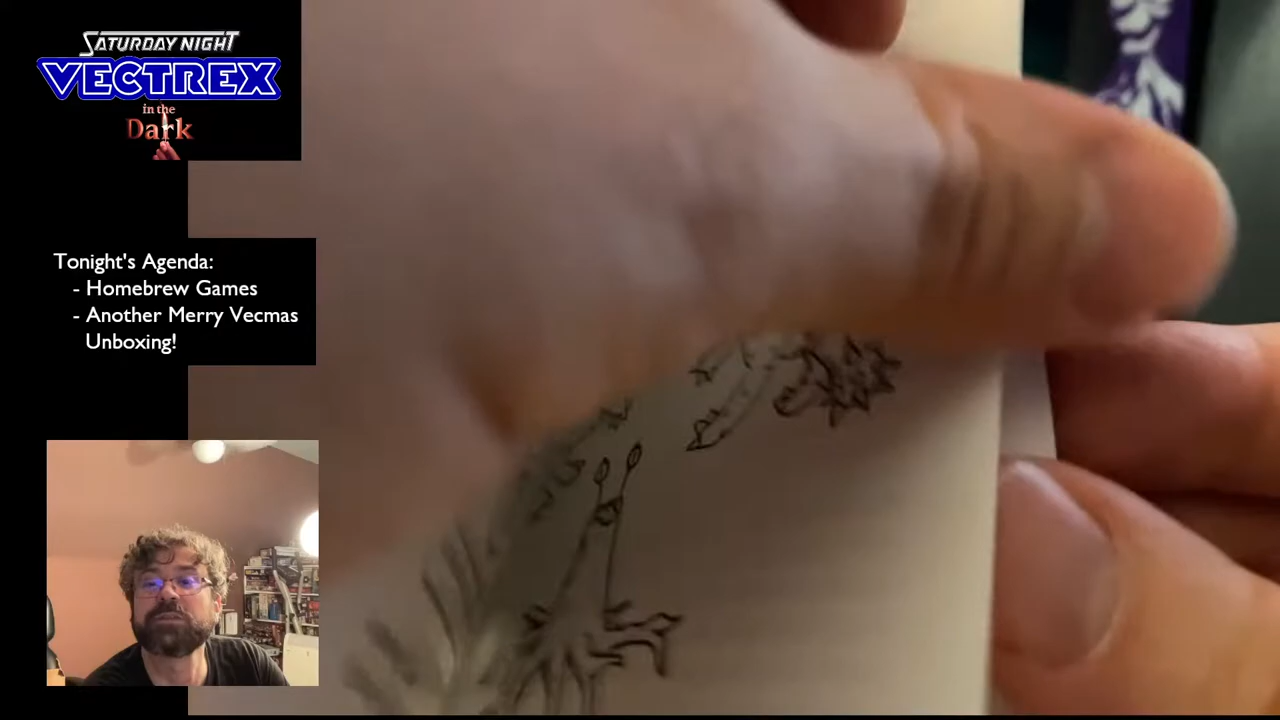 SATURDAY NIGHT
VECTREX
in the
Dark
Tonight's Agenda:
- Homebrew Games
- Another Merry Vecmas
Unboxing!